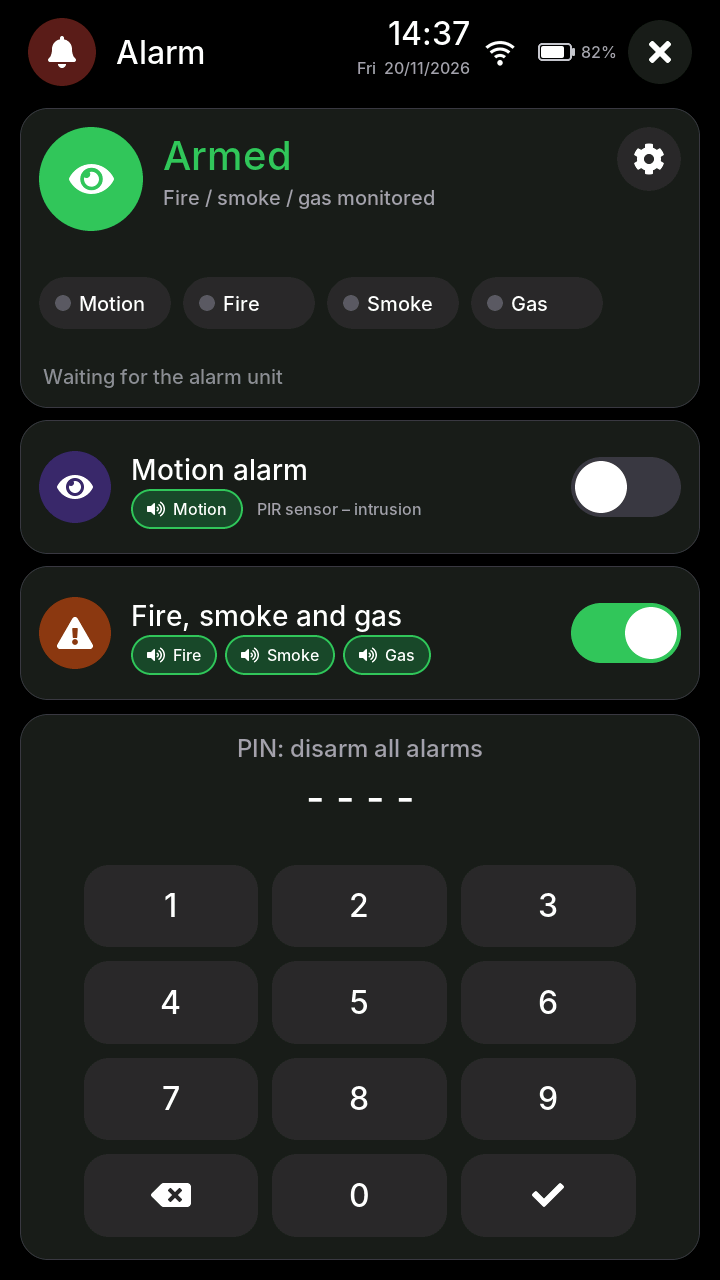 Alarm
14:37
Fri 20/11/2026
82%
Armed
Fire / smoke / gas monitored
Motion
Fire
Smoke
Gas
Waiting for the alarm unit
Motion alarm
Motion
PIR sensor – intrusion
Fire, smoke and gas
Fire
Smoke
Gas
PIN: disarm all alarms
- - - -
1 2 3
4 5 6
7 8 9
0